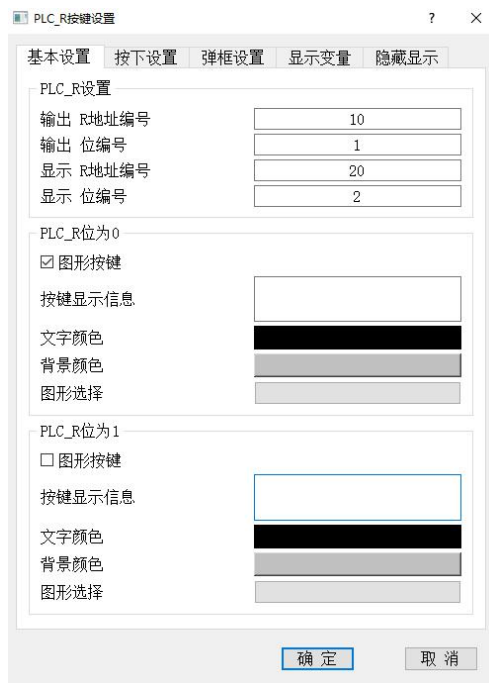 PLC_R按键设置
基本设置 按下设置 弹框设置 显示变量 隐藏显示
PLC_R设置
输出 R地址编号 10
输出 位编号 1
显示 R地址编号 20
显示 位编号 2
PLC_R位为0
图形按键
按键显示信息
文字颜色
背景颜色
图形选择
PLC_R位为1
图形按键
按键显示信息
文字颜色
背景颜色
图形选择
确定 取消